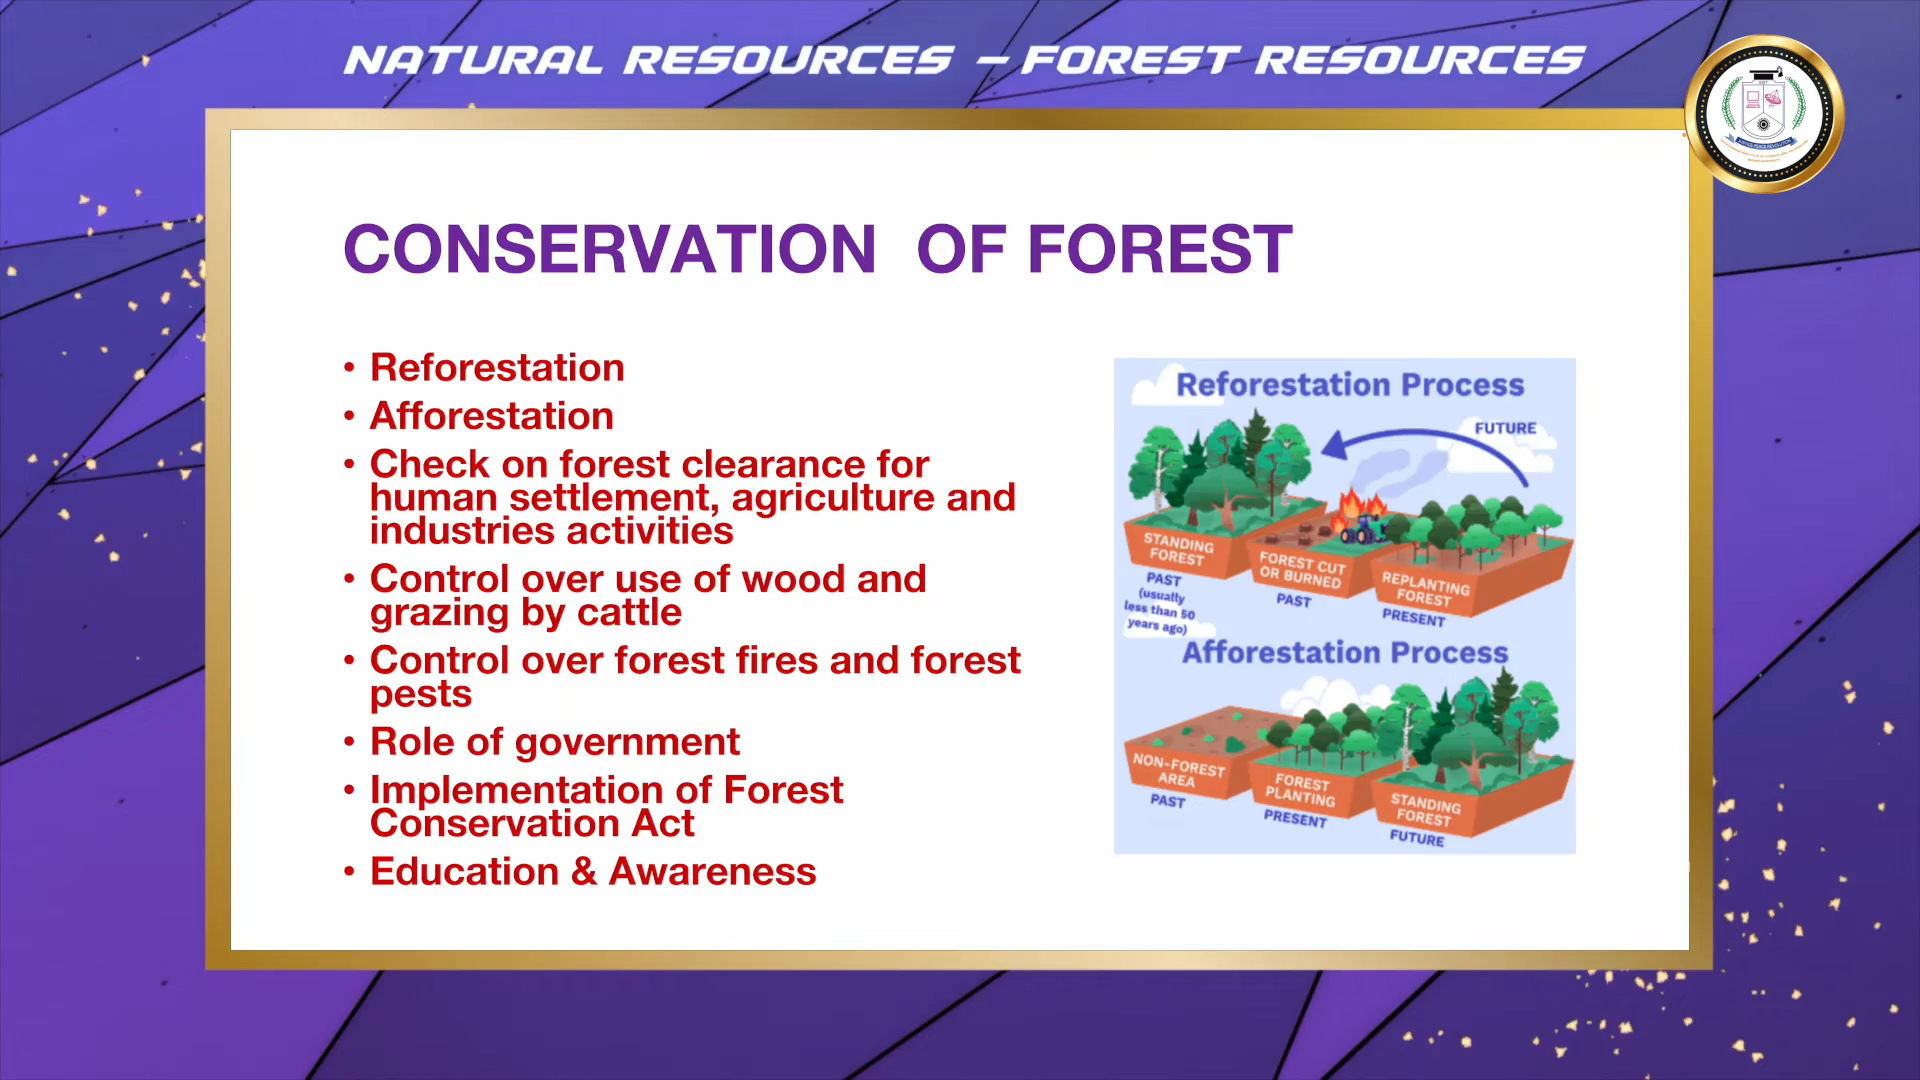 NATURAL RESOURCES – FOREST RESOURCES
CONSERVATION OF FOREST
• Reforestation
• Afforestation
• Check on forest clearance for
human settlement, agriculture and
industries activities
• Control over use of wood and
grazing by cattle
• Control over forest fires and forest
pests
• Role of government
• Implementation of Forest
Conservation Act
• Education & Awareness
Reforestation Process
FUTURE
STANDING
FOREST
PAST
(usually
less than 50
years ago)
FOREST CUT
OR BURNED
PAST
REPLANTING
FOREST
PRESENT
Afforestation Process
NON-FOREST
AREA
PAST
FOREST
PLANTING
PRESENT
STANDING
FOREST
FUTURE